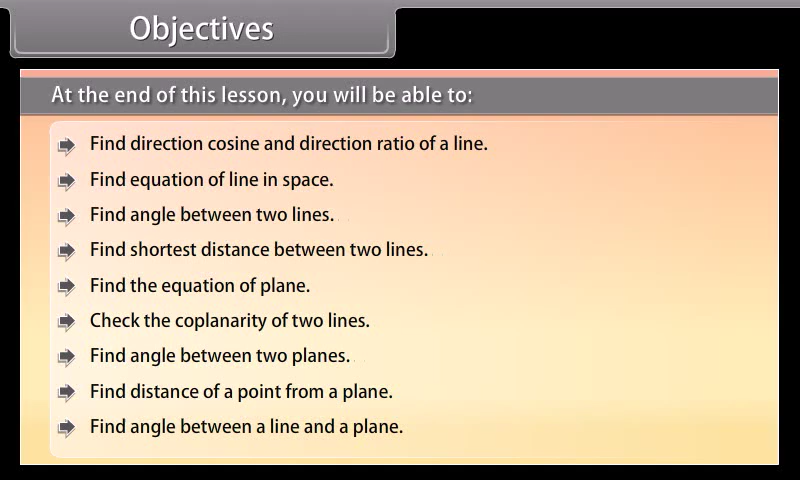 Objectives
At the end of this lesson, you will be able to:
Find direction cosine and direction ratio of a line.
Find equation of line in space.
Find angle between two lines.
Find shortest distance between two lines.
Find the equation of plane.
Check the coplanarity of two lines.
Find angle between two planes.
Find distance of a point from a plane.
Find angle between a line and a plane.